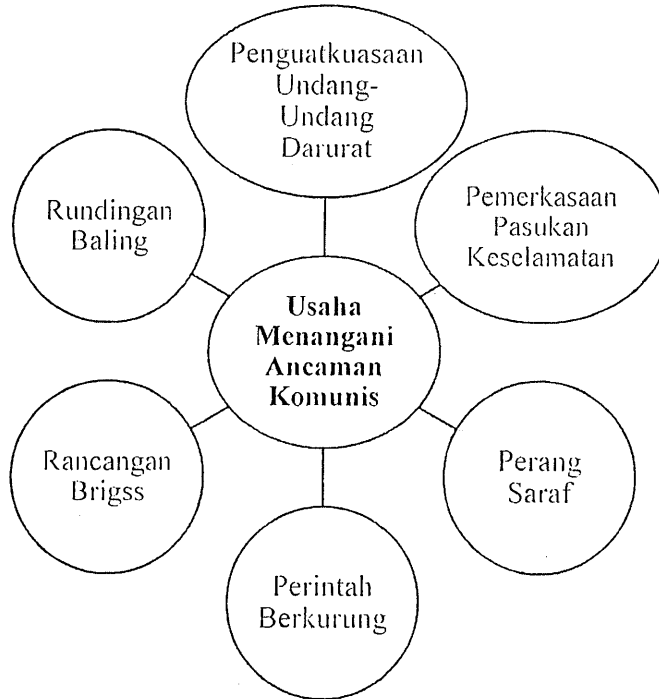 Penguatkuasaan
Undang-
Undang
Darurat
Rundingan
Baling
Pemerkasaan
Pasukan
Keselamatan
Usaha
Menangani
Ancaman
Komunis
Rancangan
Brigss
Perang
Saraf
Perintah
Berkurung